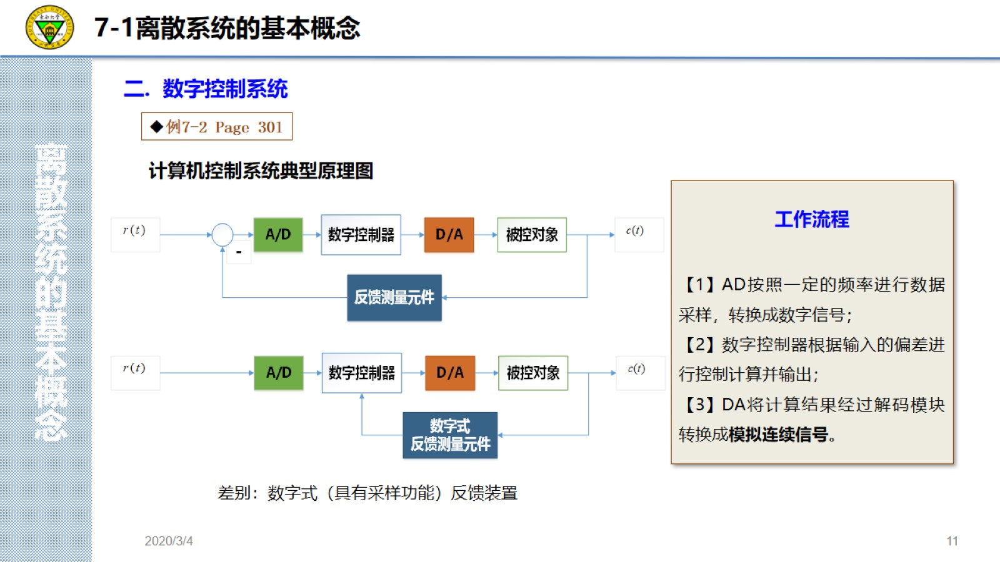 7-1离散系统的基本概念
离散系统的基本概念
二. 数字控制系统
◆例7-2 Page 301
计算机控制系统典型原理图
r(t)
-
A/D
数字控制器
D/A
被控对象
c(t)
反馈测量元件
r(t)
A/D
数字控制器
D/A
被控对象
c(t)
数字式
反馈测量元件
差别：数字式（具有采样功能）反馈装置
工作流程
【1】AD按照一定的频率进行数据
采样，转换成数字信号；
【2】数字控制器根据输入的偏差进
行控制计算并输出；
【3】DA将计算结果经过解码模块
转换成模拟连续信号。
2020/3/4
11